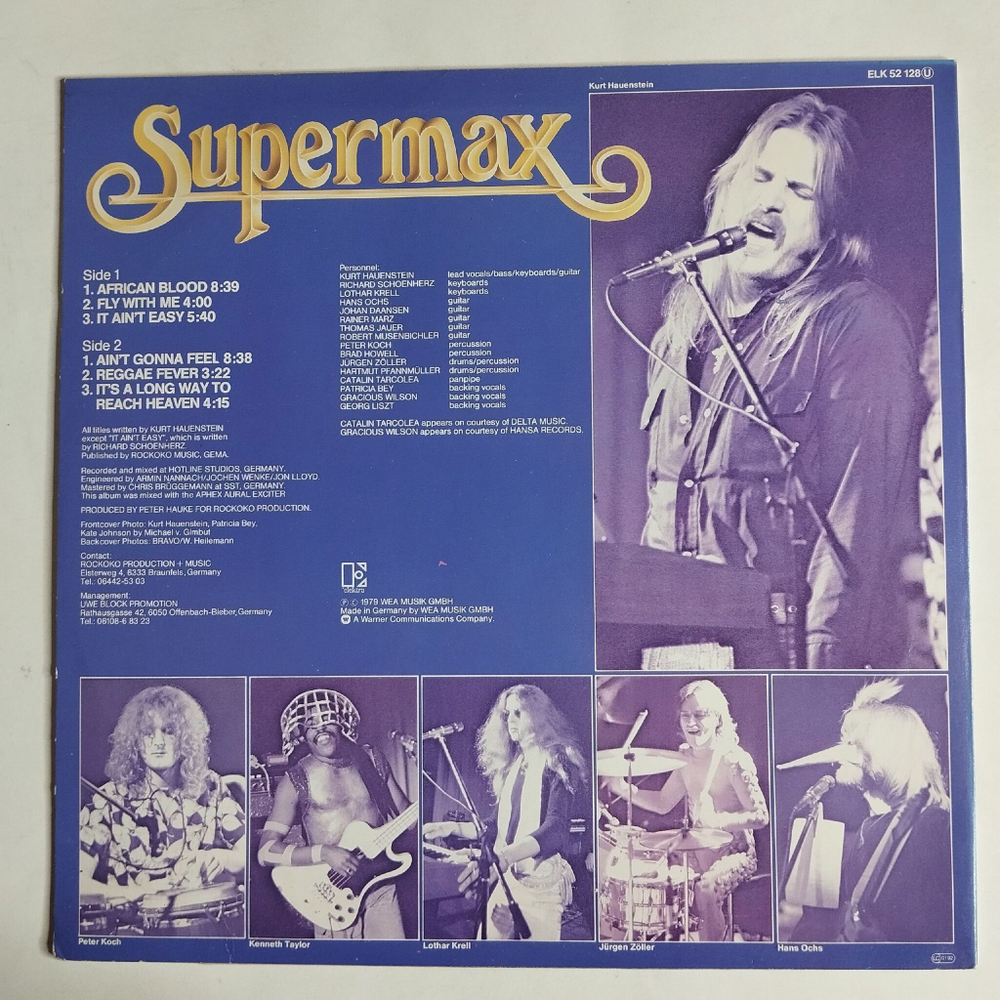 ELK 52 128 Ⓤ
Kurt Hauenstein
Supermax
Side 1
1. AFRICAN BLOOD 8:39
2. FLY WITH ME 4:00
3. IT AIN'T EASY 5:40
Side 2
1. AIN'T GONNA FEEL 8:38
2. REGGAE FEVER 3:22
3. IT'S A LONG WAY TO
REACH HEAVEN 4:15
All titles written by KURT HAUENSTEIN
except "IT AIN'T EASY", which is written
by RICHARD SCHOENHERZ
Published by ROCKOKO MUSIC, GEMA.
Recorded and mixed at HOTLINE STUDIOS, GERMANY.
Engineered by ARMIN NANNACH/JOCHEN WENKE/JON LLOYD.
Mastered by CHRIS BRÜGGEMANN at SST, GERMANY.
This album was mixed with the APHEX AURAL EXCITER
PRODUCED BY PETER HAUKE FOR ROCKOKO PRODUCTION.
Frontcover Photo: Kurt Hauenstein, Patricia Bey,
Kate Johnson by Michael v. Gimbut
Backcover Photos: BRAVO/W. Heilemann
Contact:
ROCKOKO PRODUCTION + MUSIC
Elsterweg 4, 6333 Braunfels, Germany
Tel.: 06442-53 03
Management:
UWE BLOCK PROMOTION
Rathausgasse 42, 6050 Offenbach-Bieber, Germany
Tel.: 06108-6 83 23
Personnel:
KURT HAUENSTEIN lead vocals/bass/keyboards/guitar
RICHARD SCHOENHERZ keyboards
LOTHAR KRELL keyboards
HANS OCHS guitar
JOHAN DAANSEN guitar
RAINER MARZ guitar
THOMAS JAUER guitar
ROBERT MUSENBICHLER guitar
PETER KOCH percussion
BRAD HOWELL percussion
JÜRGEN ZÖLLER drums/percussion
HARTMUT PFANNMÜLLER drums/percussion
CATALIN TARCOLEA panpipe
PATRICIA BEY backing vocals
GRACIOUS WILSON backing vocals
GEORG LISZT backing vocals
CATALIN TARCOLEA appears on courtesy of DELTA MUSIC.
GRACIOUS WILSON appears on courtesy of HANSA RECORDS.
elektra
Ⓟ © 1979 WEA MUSIK GMBH
Made in Germany by WEA MUSIK GMBH
A Warner Communications Company.
Peter Koch
Kenneth Taylor
Lothar Krell
Jürgen Zöller
Hans Ochs